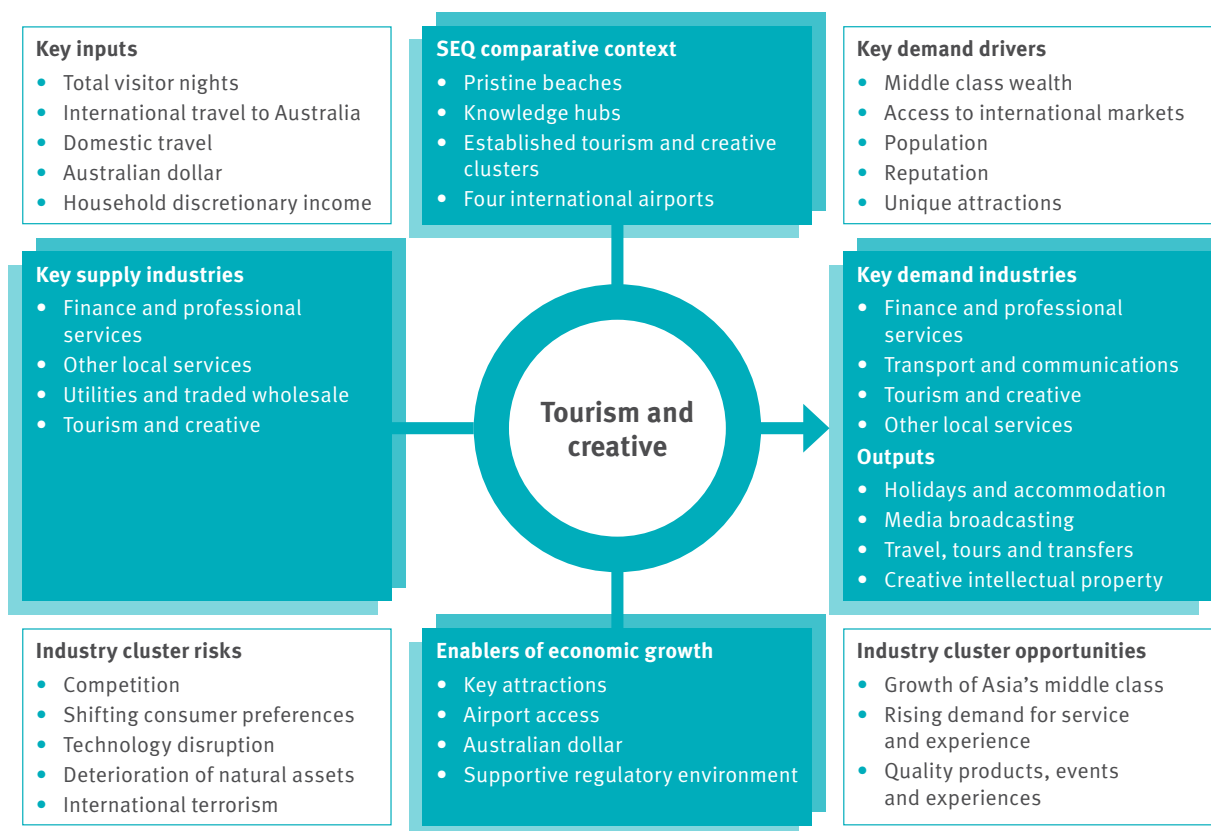 Key inputs
• Total visitor nights
• International travel to Australia
• Domestic travel
• Australian dollar
• Household discretionary income
SEQ comparative context
• Pristine beaches
• Knowledge hubs
• Established tourism and creative
clusters
• Four international airports
Key demand drivers
• Middle class wealth
• Access to international markets
• Population
• Reputation
• Unique attractions
Key supply industries
• Finance and professional
services
• Other local services
• Utilities and traded wholesale
• Tourism and creative
Tourism and
creative
Key demand industries
• Finance and professional
services
• Transport and communications
• Tourism and creative
• Other local services
Outputs
• Holidays and accommodation
• Media broadcasting
• Travel, tours and transfers
• Creative intellectual property
Industry cluster risks
• Competition
• Shifting consumer preferences
• Technology disruption
• Deterioration of natural assets
• International terrorism
Enablers of economic growth
• Key attractions
• Airport access
• Australian dollar
• Supportive regulatory environment
Industry cluster opportunities
• Growth of Asia’s middle class
• Rising demand for service
and experience
• Quality products, events
and experiences